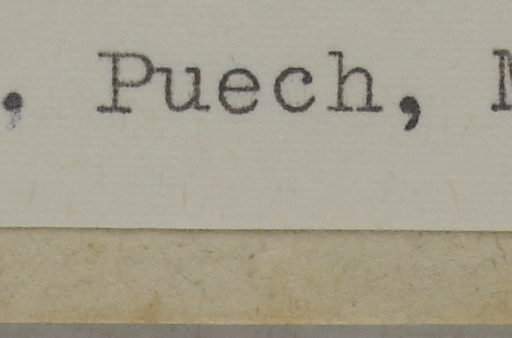 , Puech,